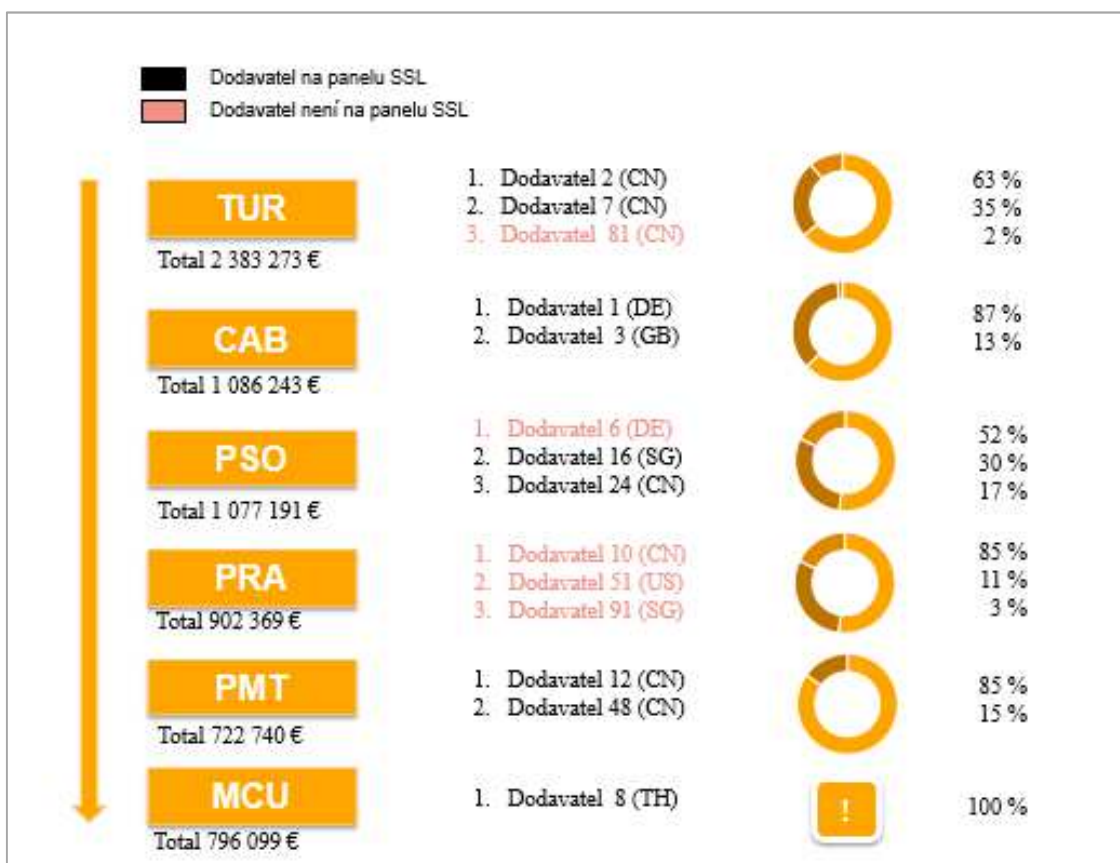 Dodavatel na panelu SSL
Dodavatel není na panelu SSL
TUR
Total 2 383 273 €
1. Dodavatel 2 (CN)
2. Dodavatel 7 (CN)
3. Dodavatel 81 (CN)
63 %
35 %
2 %
CAB
Total 1 086 243 €
1. Dodavatel 1 (DE)
2. Dodavatel 3 (GB)
87 %
13 %
PSO
Total 1 077 191 €
1. Dodavatel 6 (DE)
2. Dodavatel 16 (SG)
3. Dodavatel 24 (CN)
52 %
30 %
17 %
PRA
Total 902 369 €
1. Dodavatel 10 (CN)
2. Dodavatel 51 (US)
3. Dodavatel 91 (SG)
85 %
11 %
3 %
PMT
Total 722 740 €
1. Dodavatel 12 (CN)
2. Dodavatel 48 (CN)
85 %
15 %
MCU
Total 796 099 €
1. Dodavatel 8 (TH)
!
100 %